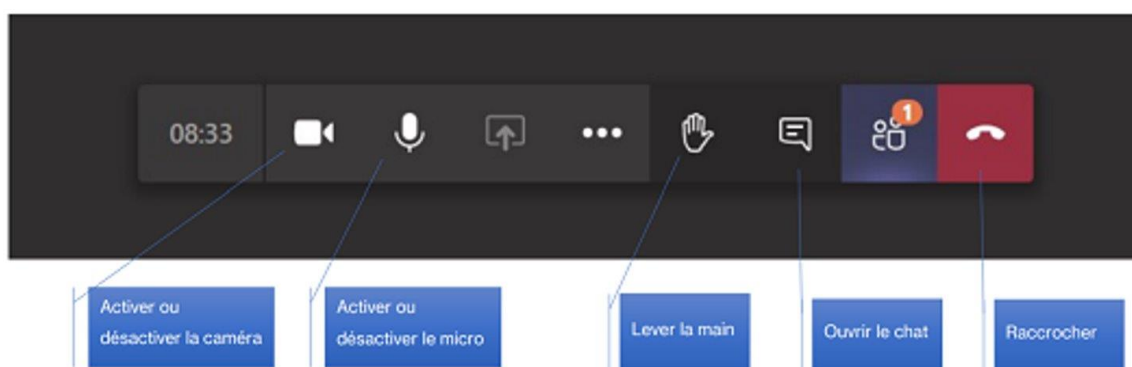 08:33
1
Activer ou
désactiver la caméra
Activer ou
désactiver le micro
Lever la main
Ouvrir le chat
Raccrocher